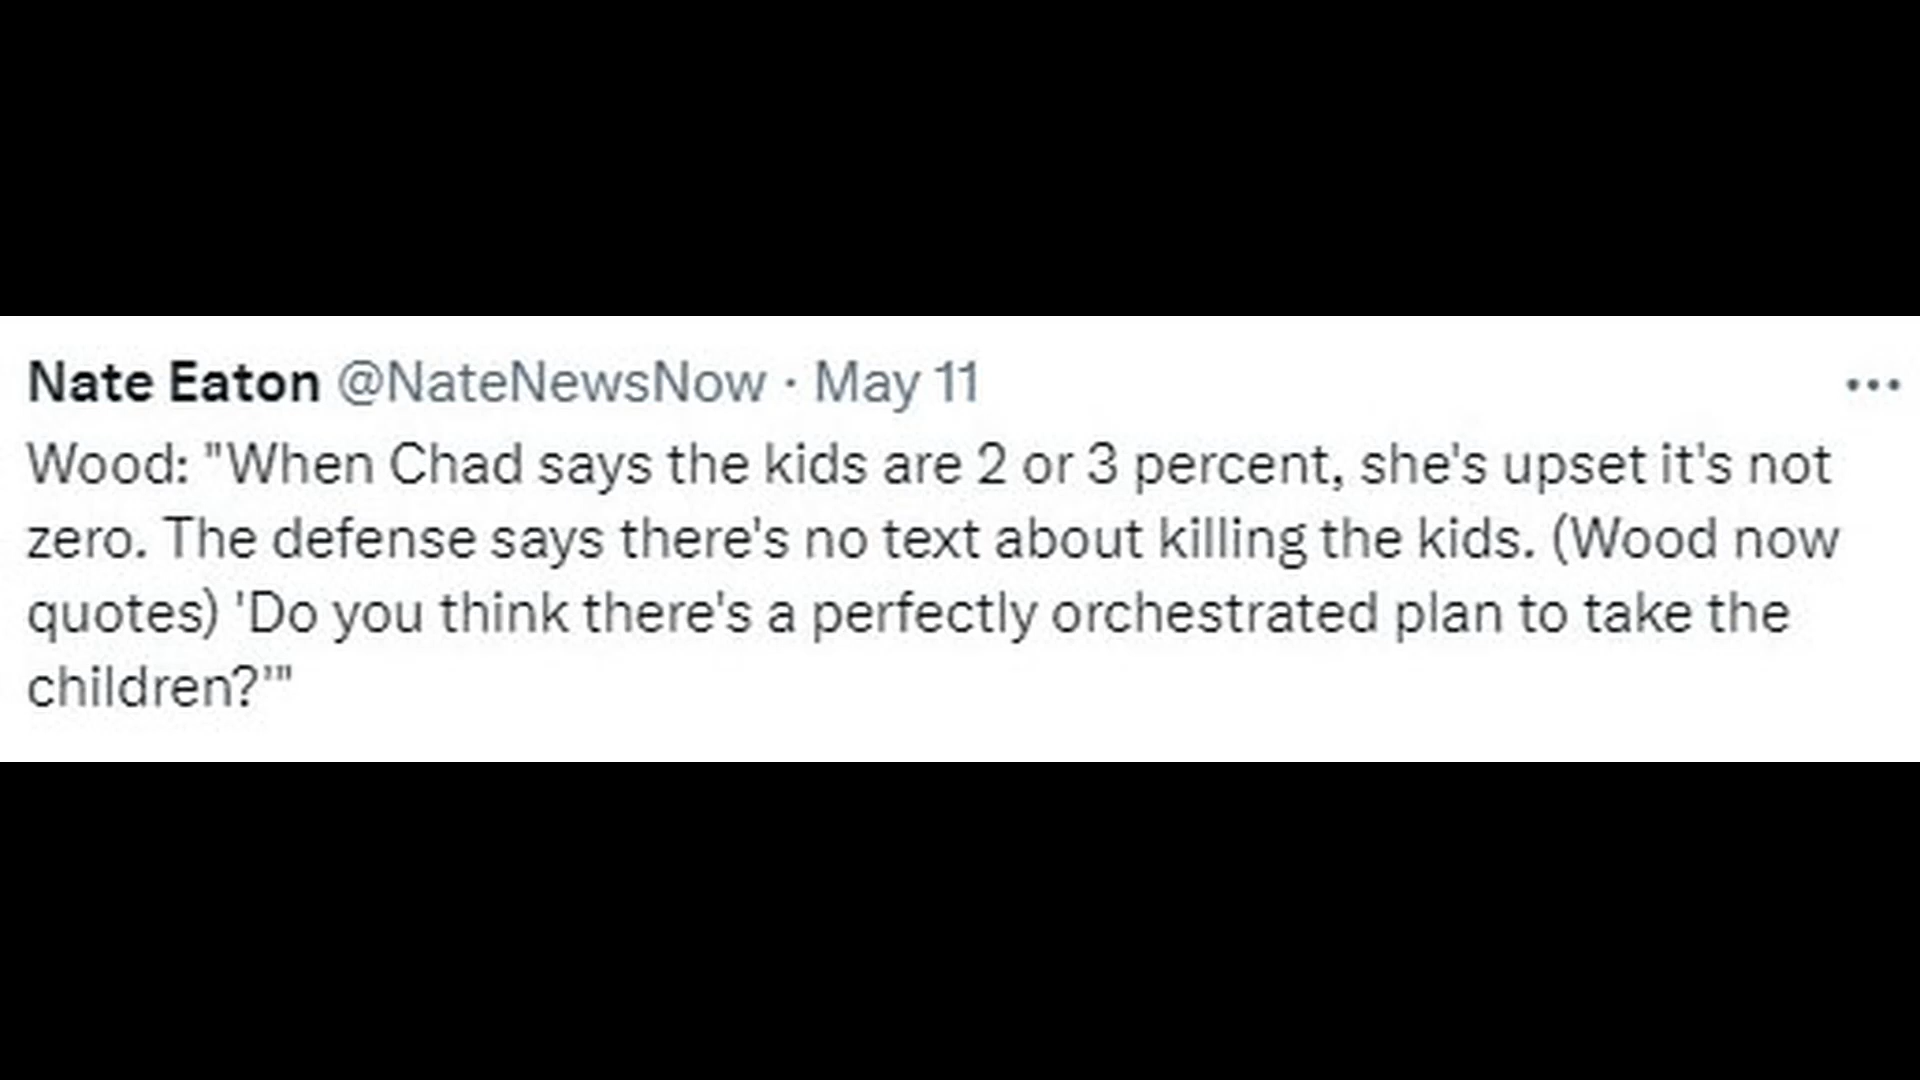 Nate Eaton @NateNewsNow · May 11
Wood: "When Chad says the kids are 2 or 3 percent, she's upset it's not
zero. The defense says there's no text about killing the kids. (Wood now
quotes) 'Do you think there's a perfectly orchestrated plan to take the
children?'"